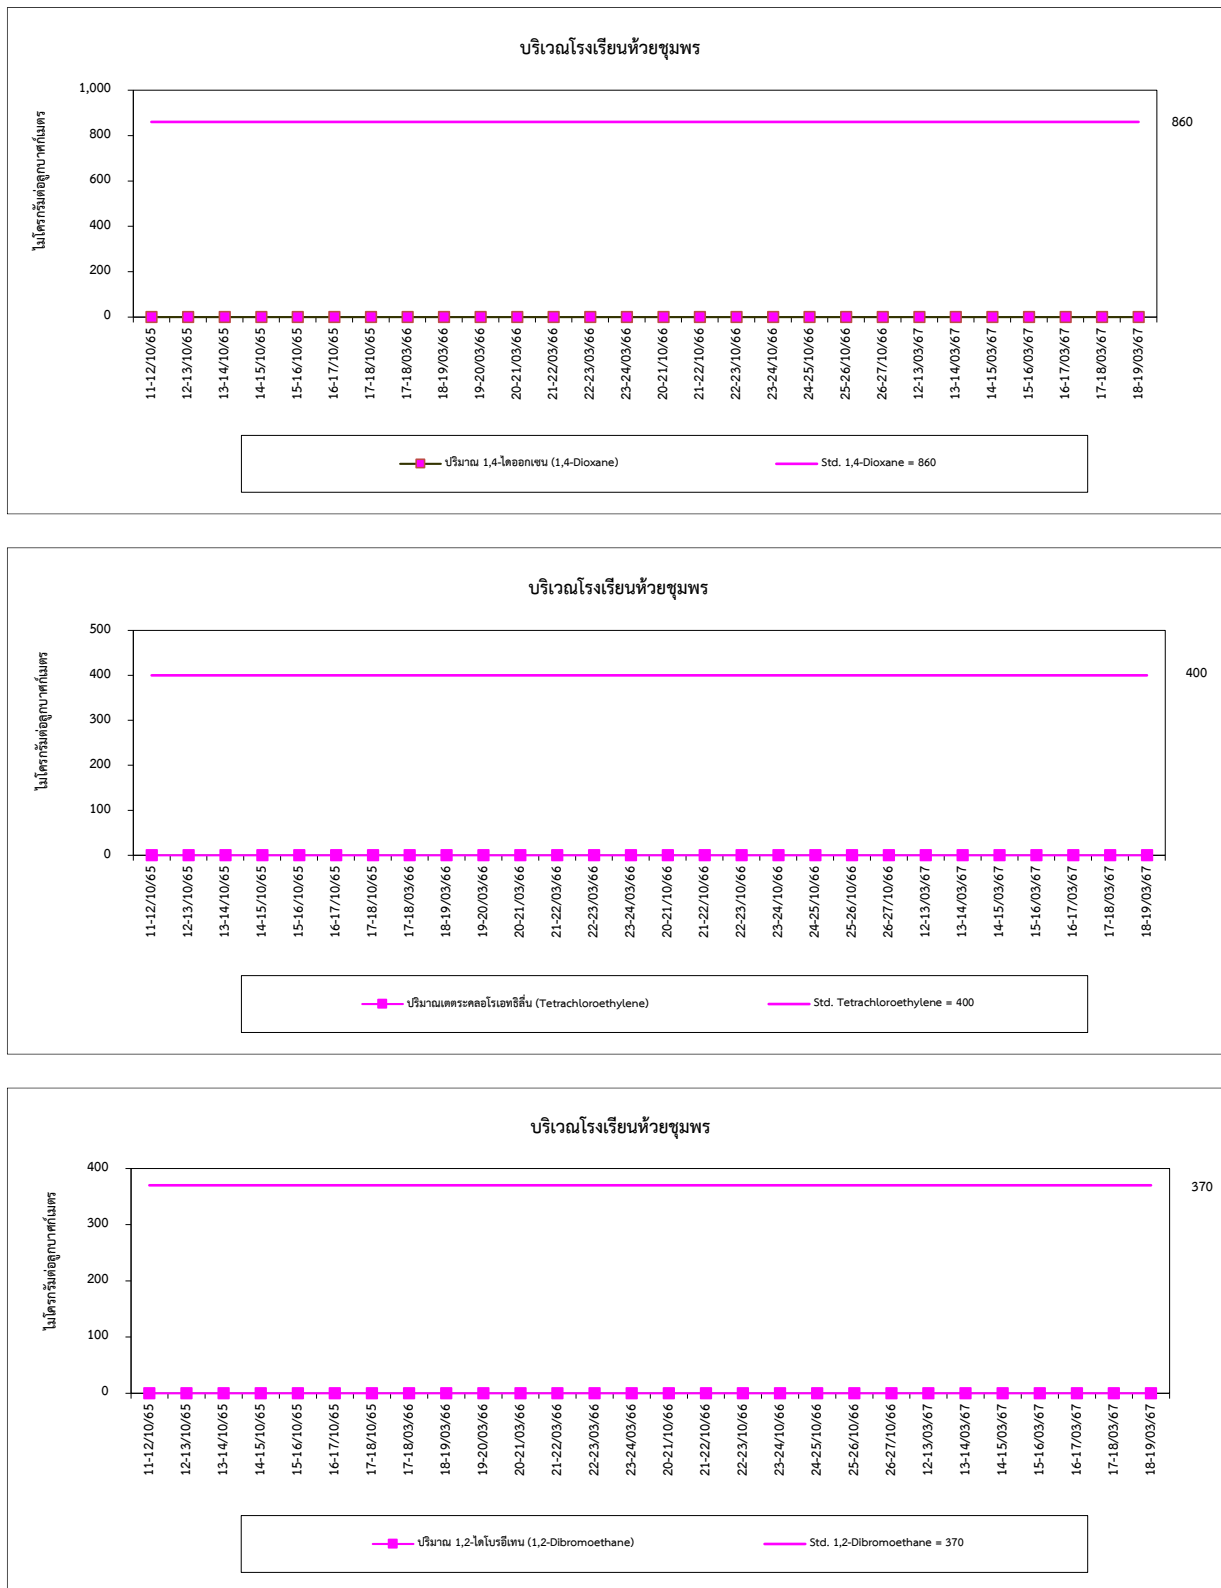 บริเวณโรงเรียนห้วยชุมพร
ไมโครกรัมต่อลูกบาศก์เมตร
1,000
800
600
400
200
0
860
11-12/10/65 12-13/10/65 13-14/10/65 14-15/10/65 15-16/10/65 16-17/10/65 17-18/10/65 17-18/03/66 18-19/03/66 19-20/03/66 20-21/03/66 21-22/03/66 22-23/03/66 23-24/03/66 20-21/10/66 21-22/10/66 22-23/10/66 23-24/10/66 24-25/10/66 25-26/10/66 26-27/10/66 12-13/03/67 13-14/03/67 14-15/03/67 15-16/03/67 16-17/03/67 17-18/03/67 18-19/03/67
ปริมาณ 1,4-ไดออกเซน (1,4-Dioxane) Std. 1,4-Dioxane = 860
บริเวณโรงเรียนห้วยชุมพร
ไมโครกรัมต่อลูกบาศก์เมตร
500
400
300
200
100
0
400
11-12/10/65 12-13/10/65 13-14/10/65 14-15/10/65 15-16/10/65 16-17/10/65 17-18/10/65 17-18/03/66 18-19/03/66 19-20/03/66 20-21/03/66 21-22/03/66 22-23/03/66 23-24/03/66 20-21/10/66 21-22/10/66 22-23/10/66 23-24/10/66 24-25/10/66 25-26/10/66 26-27/10/66 12-13/03/67 13-14/03/67 14-15/03/67 15-16/03/67 16-17/03/67 17-18/03/67 18-19/03/67
ปริมาณเตตระคลอโรเอทธิลีน (Tetrachloroethylene) Std. Tetrachloroethylene = 400
บริเวณโรงเรียนห้วยชุมพร
ไมโครกรัมต่อลูกบาศก์เมตร
400
300
200
100
0
370
11-12/10/65 12-13/10/65 13-14/10/65 14-15/10/65 15-16/10/65 16-17/10/65 17-18/10/65 17-18/03/66 18-19/03/66 19-20/03/66 20-21/03/66 21-22/03/66 22-23/03/66 23-24/03/66 20-21/10/66 21-22/10/66 22-23/10/66 23-24/10/66 24-25/10/66 25-26/10/66 26-27/10/66 12-13/03/67 13-14/03/67 14-15/03/67 15-16/03/67 16-17/03/67 17-18/03/67 18-19/03/67
ปริมาณ 1,2-ไดโบรอีเทน (1,2-Dibromoethane) Std. 1,2-Dibromoethane = 370